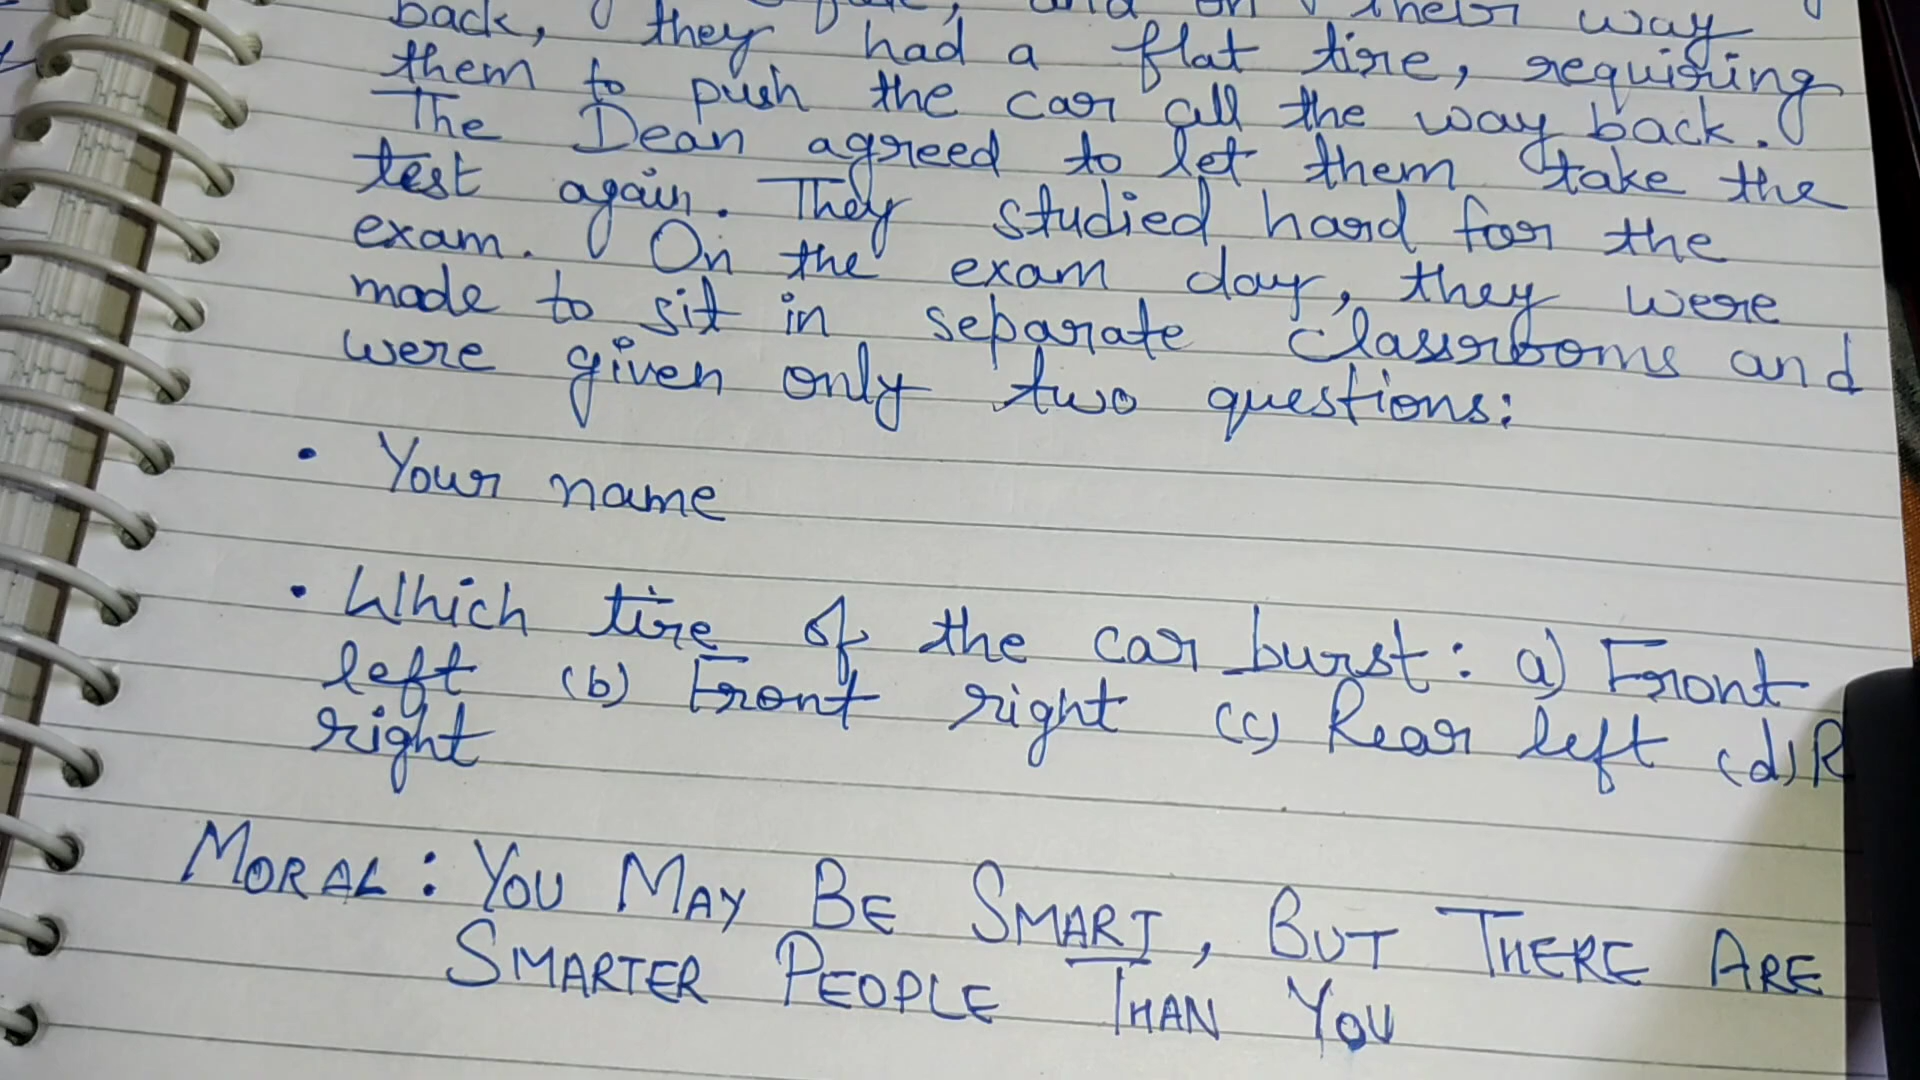 and on their way
back, they had a flat tire, requiring
them to push the car all the way back.
The Dean agreed to let them take the
test again. They studied hard for the
exam. On the exam day, they were
made to sit in separate classrooms and
were given only two questions:
• Your name
• Which tire of the car burst: a) Front
left (b) Front right (c) Rear left (d) R
right
MORAL: YOU MAY BE SMART, BUT THERE ARE
SMARTER PEOPLE THAN YOU